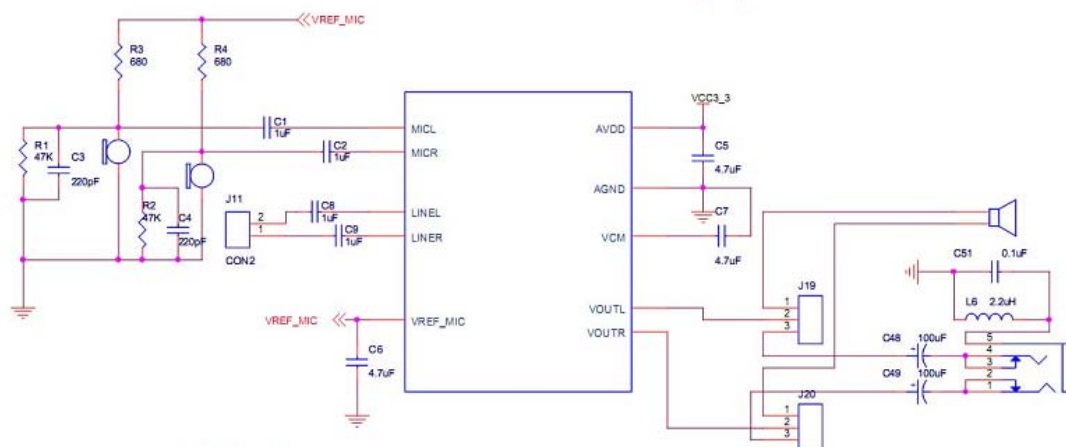 VREF_MIC
R3
680
R4
680
R1
47K
C3
220pF
C1
1uF
C2
1uF
R2
47K
C4
220pF
J11
2
1
CON2
C8
1uF
C9
1uF
VREF_MIC
C6
4.7uF
MICL
MICR
LINEL
LINER
VREF_MIC
AVDD
AGND
VCM
VOUTL
VOUTR
VCC3_3
C5
4.7uF
C7
4.7uF
J19
1
2
3
C51
0.1uF
L6
2.2uH
C48
100uF
C49
100uF
5
4
3
2
1
J20
1
2
3